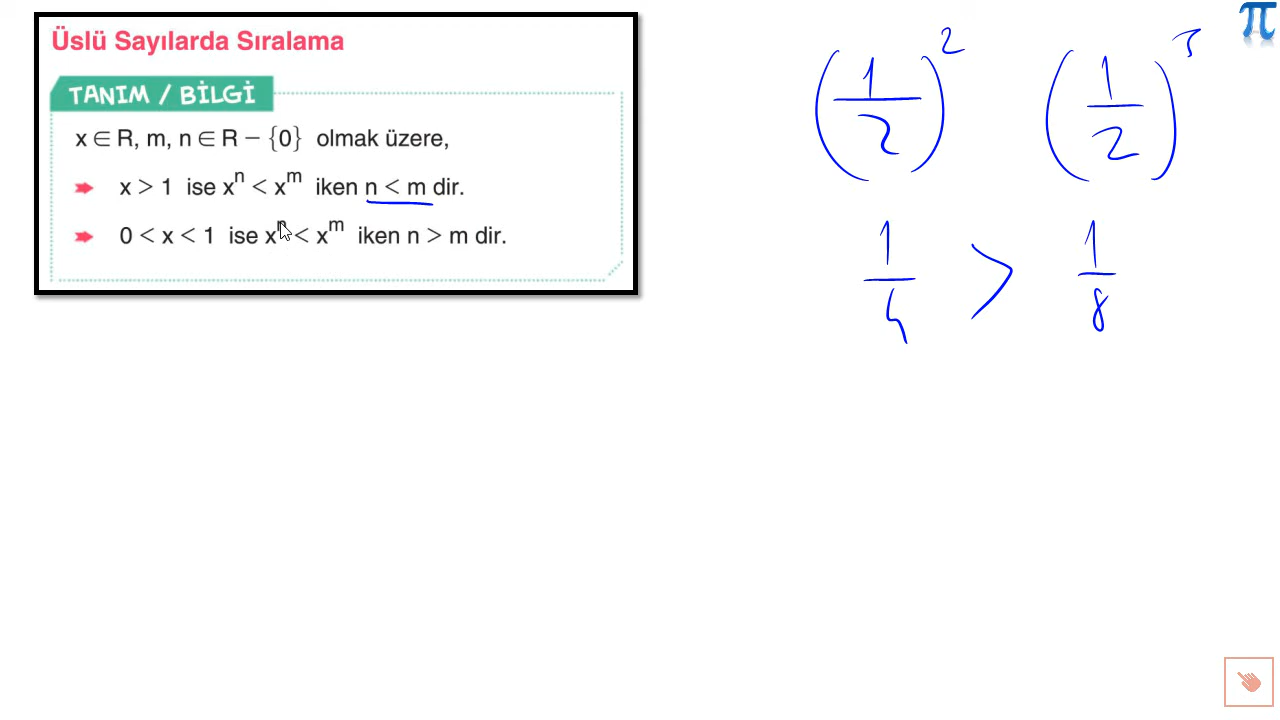 Üslü Sayılarda Sıralama
TANIM / BİLGİ
x ∈ R, m, n ∈ R − {0} olmak üzere,
x > 1 ise xⁿ < xᵐ iken n < m dir.
0 < x < 1 ise xⁿ < xᵐ iken n > m dir.
(1/2)² (1/2)³
1/4 > 1/8
π